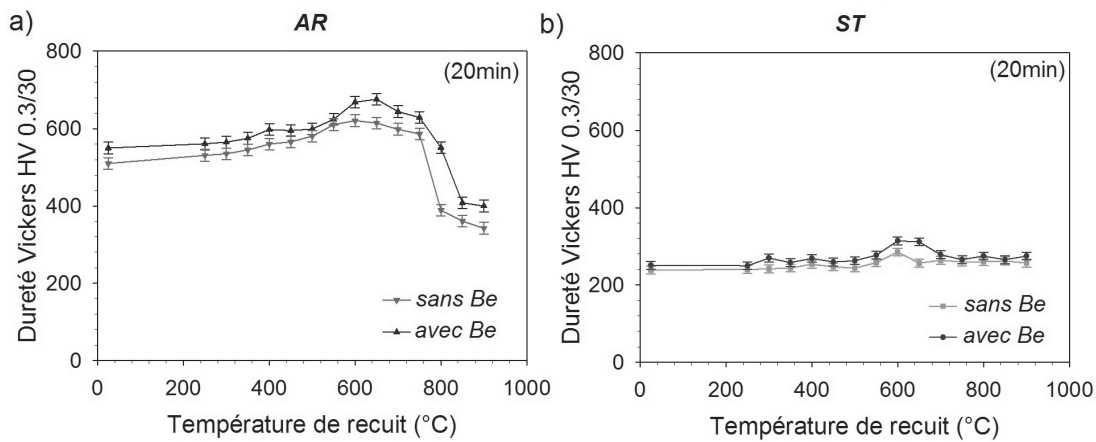 a)
AR
800
(20min)
600
400
200
0
Dureté Vickers HV 0.3/30
sans Be
avec Be
0 200 400 600 800 1000
Température de recuit (°C)
b)
ST
800
(20min)
600
400
200
0
Dureté Vickers HV 0.3/30
sans Be
avec Be
0 200 400 600 800 1000
Température de recuit (°C)